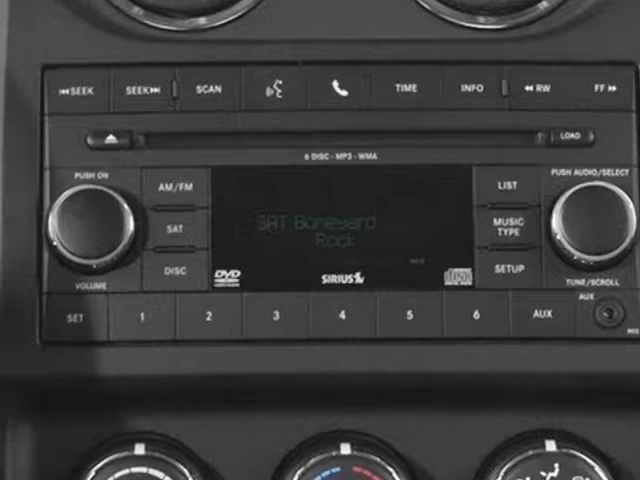 ⏮SEEK SEEK⏭ SCAN TIME INFO ◀◀ RW FF ▶▶
LOAD
6 DISC - MP3 - WMA
PUSH ON PUSH AUDIO/SELECT
AM/FM LIST
SAT SAT Boneyard MUSIC TYPE
Rock
DISC DVD SIRIUS SETUP
VOLUME TUNE/SCROLL
AUX
SET 1 2 3 4 5 6 AUX